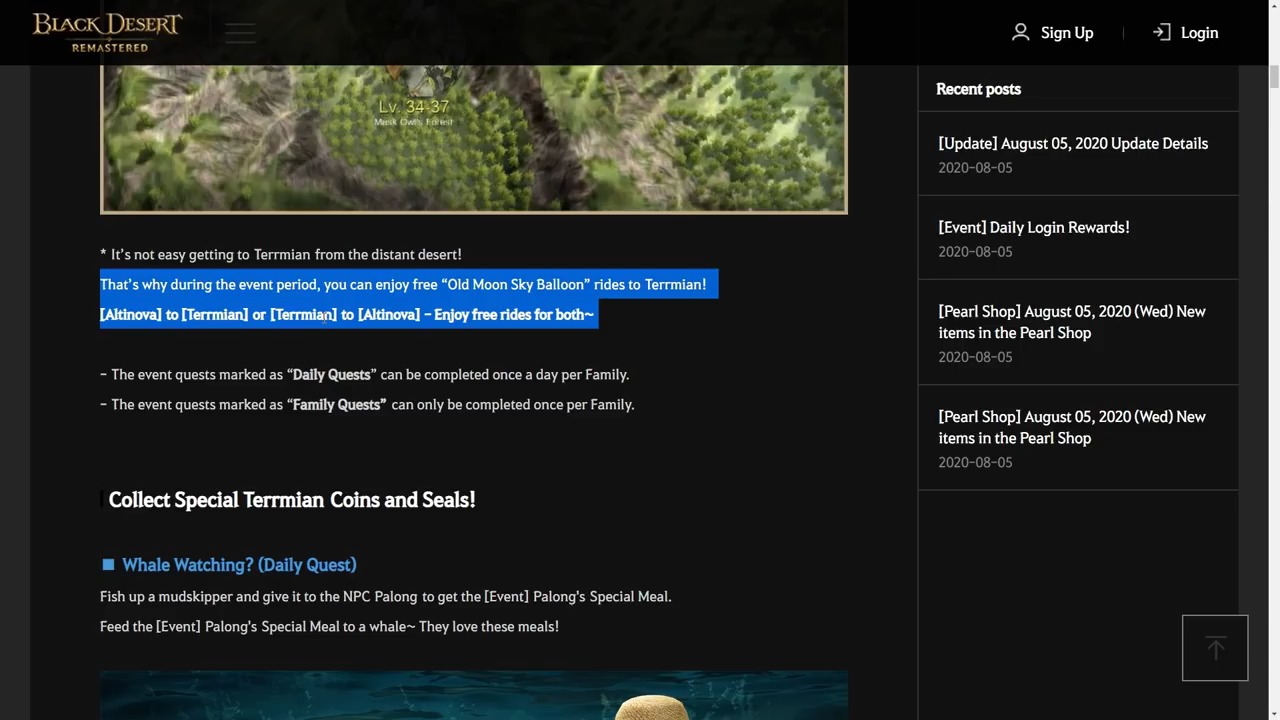 BLACK DESERT
REMASTERED
Sign Up
Login
Lv. 34-37
Mask Owl's Forest
* It's not easy getting to Terrmian from the distant desert!
That's why during the event period, you can enjoy free “Old Moon Sky Balloon” rides to Terrmian!
[Altinova] to [Terrmian] or [Terrmian] to [Altinova] – Enjoy free rides for both~
– The event quests marked as “Daily Quests” can be completed once a day per Family.
– The event quests marked as “Family Quests” can only be completed once per Family.
Collect Special Terrmian Coins and Seals!
■ Whale Watching? (Daily Quest)
Fish up a mudskipper and give it to the NPC Palong to get the [Event] Palong's Special Meal.
Feed the [Event] Palong's Special Meal to a whale~ They love these meals!
Recent posts
[Update] August 05, 2020 Update Details
2020-08-05
[Event] Daily Login Rewards!
2020-08-05
[Pearl Shop] August 05, 2020 (Wed) New
items in the Pearl Shop
2020-08-05
[Pearl Shop] August 05, 2020 (Wed) New
items in the Pearl Shop
2020-08-05